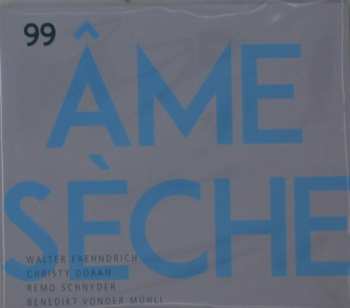 99
ÂME
SÈCHE
WALTER FAEHNDRICH
CHRISTY DORAN
REMO SCHNYDER
BENEDIKT VONDER MÜHLL